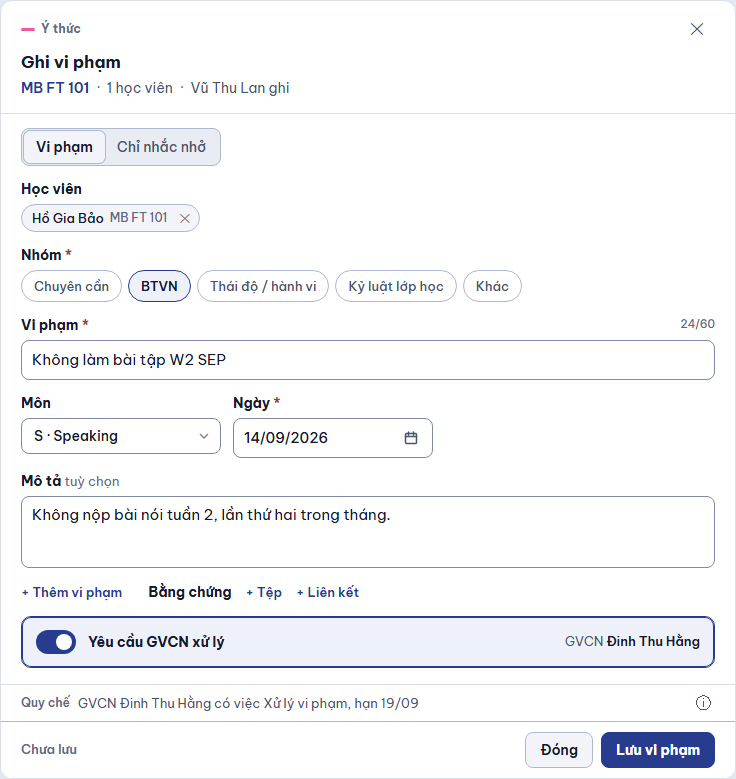 Ý thức
Ghi vi phạm
MB FT 101 · 1 học viên · Vũ Thu Lan ghi
Vi phạm Chỉ nhắc nhở
Học viên
Hồ Gia Bảo MB FT 101
Nhóm *
Chuyên cần BTVN Thái độ / hành vi Kỷ luật lớp học Khác
Vi phạm * 24/60
Không làm bài tập W2 SEP
Môn Ngày *
S · Speaking 14/09/2026
Mô tả tuỳ chọn
Không nộp bài nói tuần 2, lần thứ hai trong tháng.
+ Thêm vi phạm Bằng chứng + Tệp + Liên kết
Yêu cầu GVCN xử lý GVCN Đinh Thu Hằng
Quy chế GVCN Đinh Thu Hằng có việc Xử lý vi phạm, hạn 19/09
Chưa lưu Đóng Lưu vi phạm